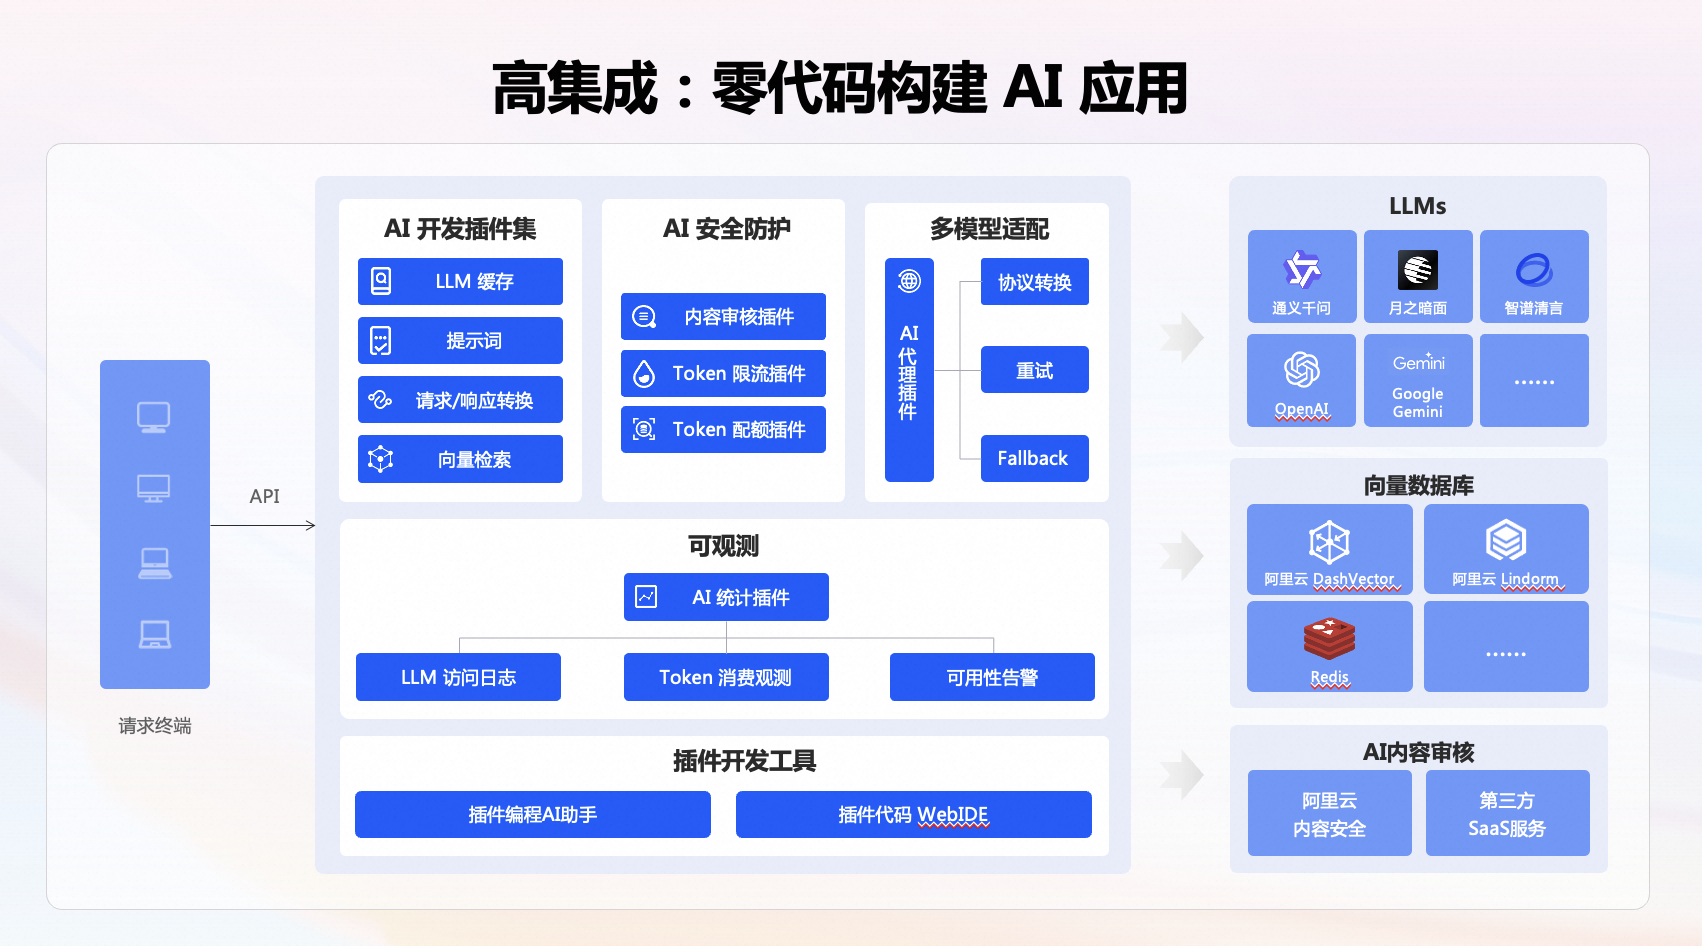 高集成：零代码构建 AI 应用
API
请求终端
AI 开发插件集
LLM 缓存
提示词
请求/响应转换
向量检索
AI 安全防护
内容审核插件
Token 限流插件
Token 配额插件
多模型适配
AI代理插件
协议转换
重试
Fallback
可观测
AI 统计插件
LLM 访问日志
Token 消费观测
可用性告警
插件开发工具
插件编程AI助手
插件代码 WebIDE
LLMs
通义千问
月之暗面
智谱清言
OpenAI
Gemini
Google
Gemini
......
向量数据库
阿里云 DashVector
阿里云 Lindorm
Redis
......
AI内容审核
阿里云
内容安全
第三方
SaaS服务